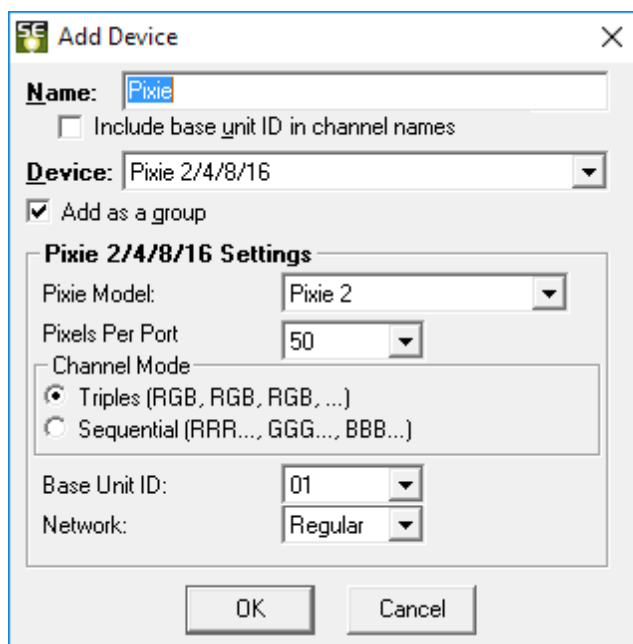 SE Add Device
Name: Pixie
Include base unit ID in channel names
Device: Pixie 2/4/8/16
Add as a group
Pixie 2/4/8/16 Settings
Pixie Model: Pixie 2
Pixels Per Port 50
Channel Mode
Triples (RGB, RGB, RGB, ...)
Sequential (RRR..., GGG..., BBB...)
Base Unit ID: 01
Network: Regular
OK Cancel